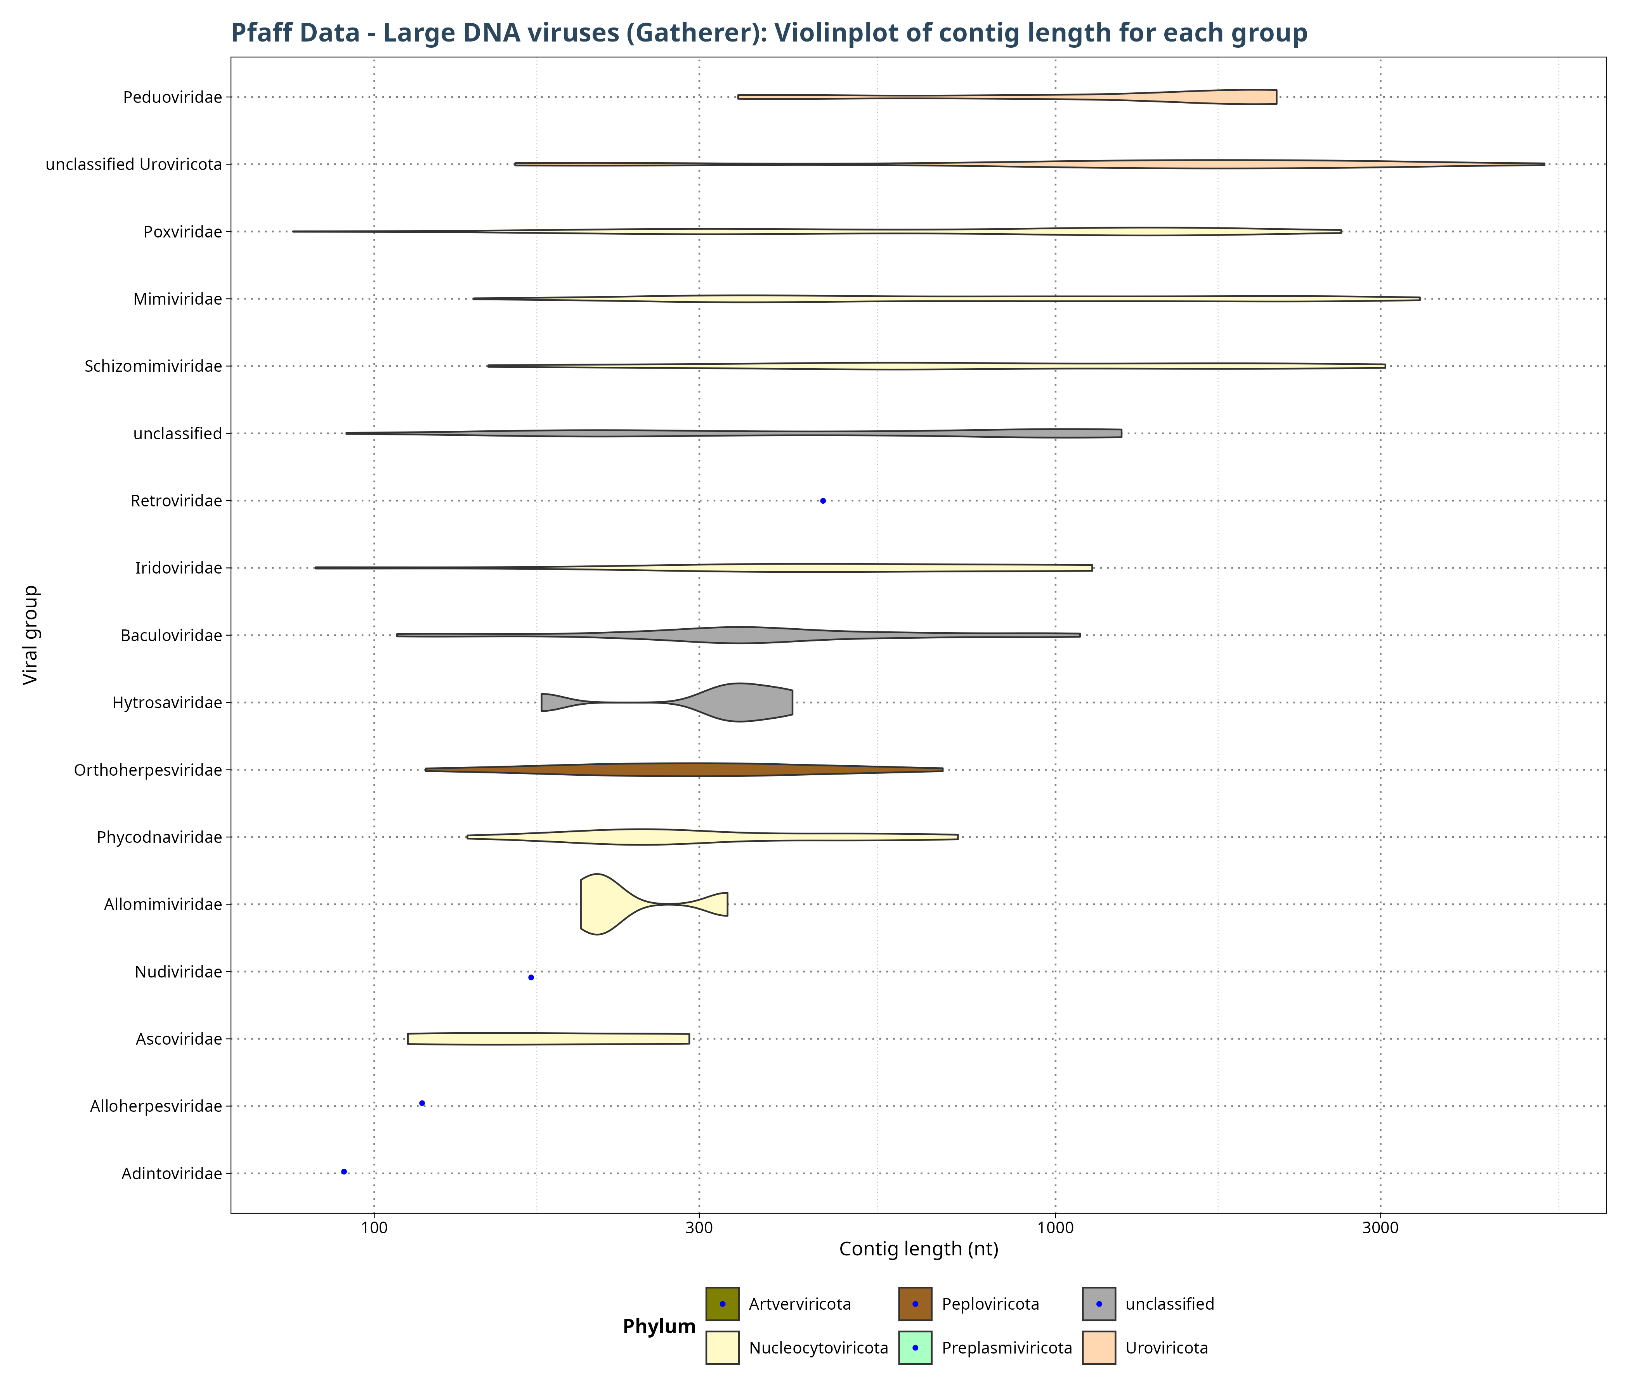 Pfaff Data - Large DNA viruses (Gatherer): Violinplot of contig length for each group
Peduoviridae
unclassified Uroviricota
Poxviridae
Mimiviridae
Schizomimiviridae
unclassified
Retroviridae
Iridoviridae
Baculoviridae
Hytrosaviridae
Orthoherpesviridae
Phycodnaviridae
Allomimiviridae
Nudiviridae
Ascoviridae
Alloherpesviridae
Adintoviridae
Viral group
100 300 1000 3000
Contig length (nt)
Phylum
Artverviricota Peploviricota unclassified
Nucleocytoviricota Preplasmiviricota Uroviricota